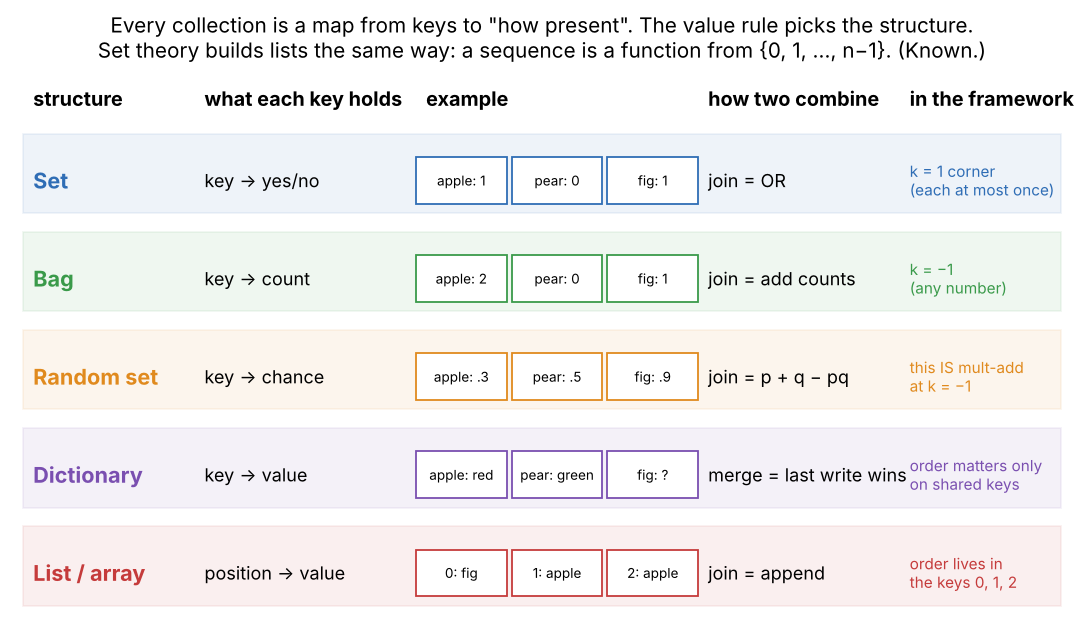 Every collection is a map from keys to "how present". The value rule picks the structure.
Set theory builds lists the same way: a sequence is a function from {0, 1, ..., n−1}. (Known.)
structure what each key holds example how two combine in the framework
Set key → yes/no apple: 1 pear: 0 fig: 1 join = OR k = 1 corner
(each at most once)
Bag key → count apple: 2 pear: 0 fig: 1 join = add counts k = −1
(any number)
Random set key → chance apple: .3 pear: .5 fig: .9 join = p + q − pq this IS mult-add
at k = −1
Dictionary key → value apple: red pear: green fig: ? merge = last write wins order matters only
on shared keys
List / array position → value 0: fig 1: apple 2: apple join = append order lives in
the keys 0, 1, 2